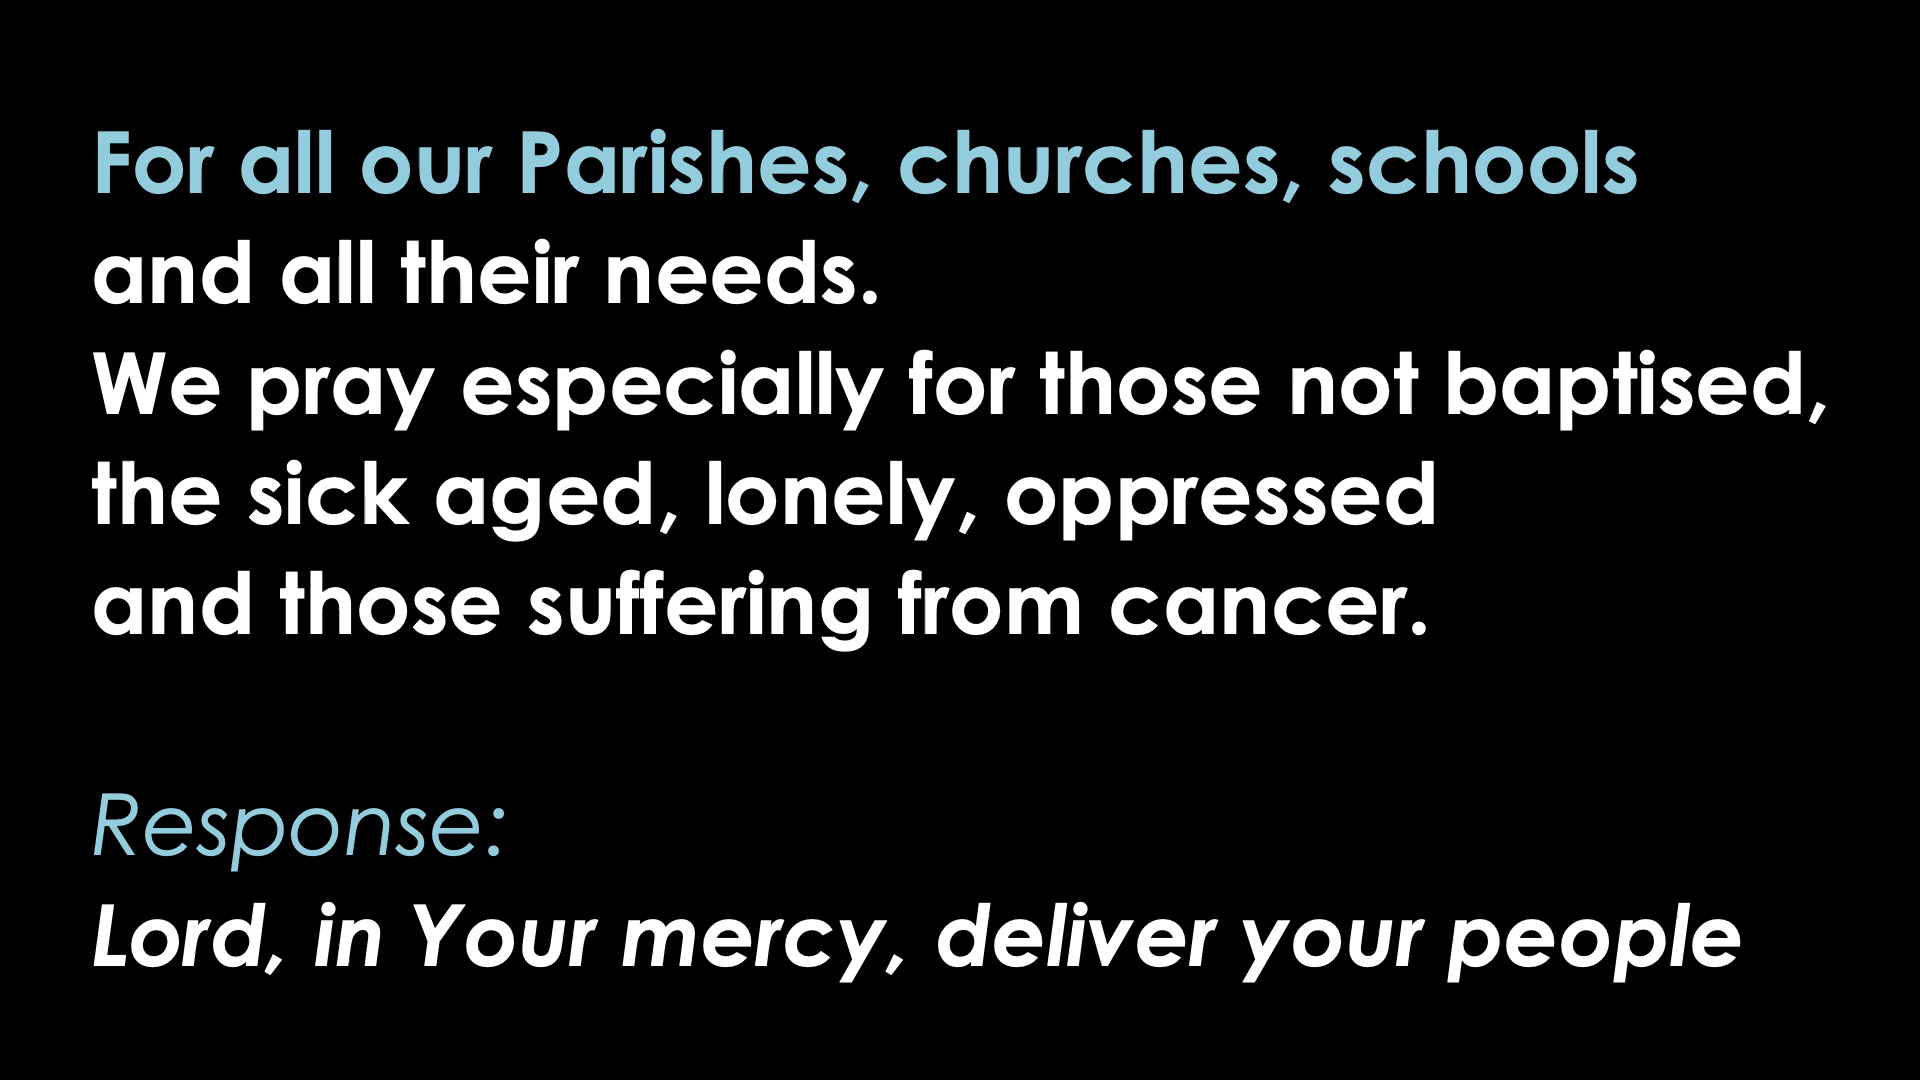 For all our Parishes, churches, schools
and all their needs.
We pray especially for those not baptised,
the sick aged, lonely, oppressed
and those suffering from cancer.
Response:
Lord, in Your mercy, deliver your people